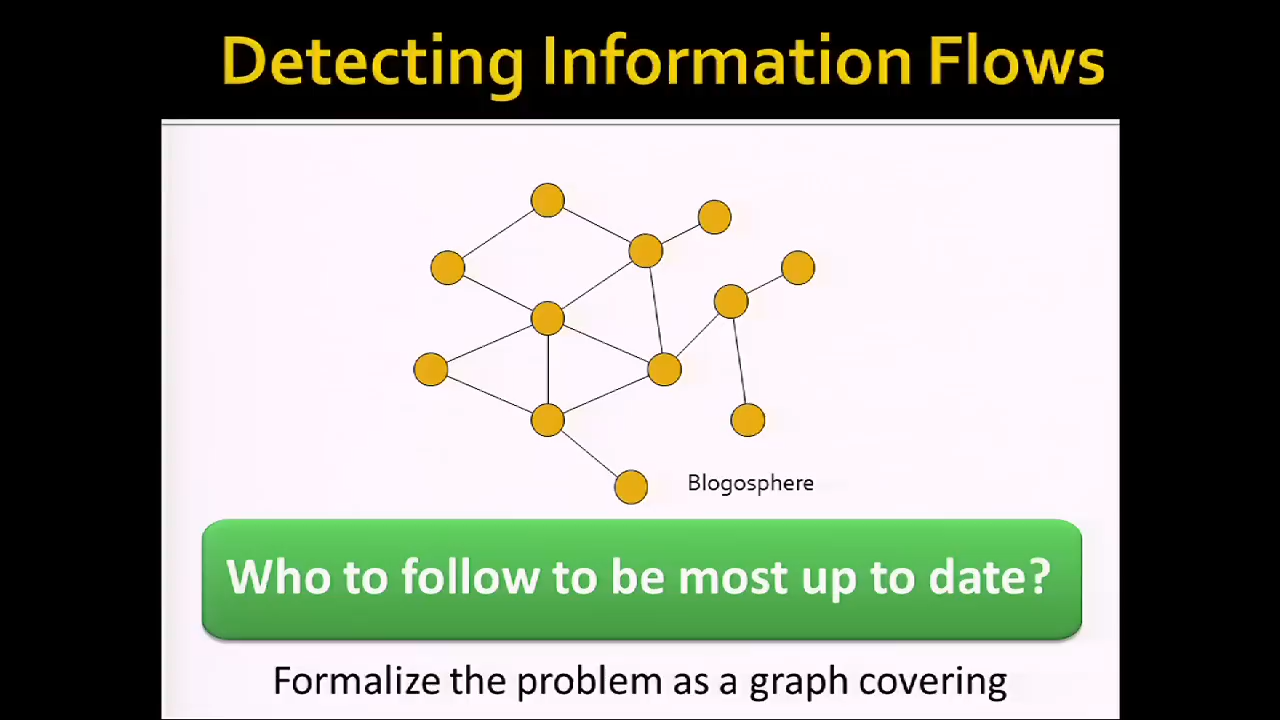 Detecting Information Flows
Blogosphere
Who to follow to be most up to date?
Formalize the problem as a graph covering